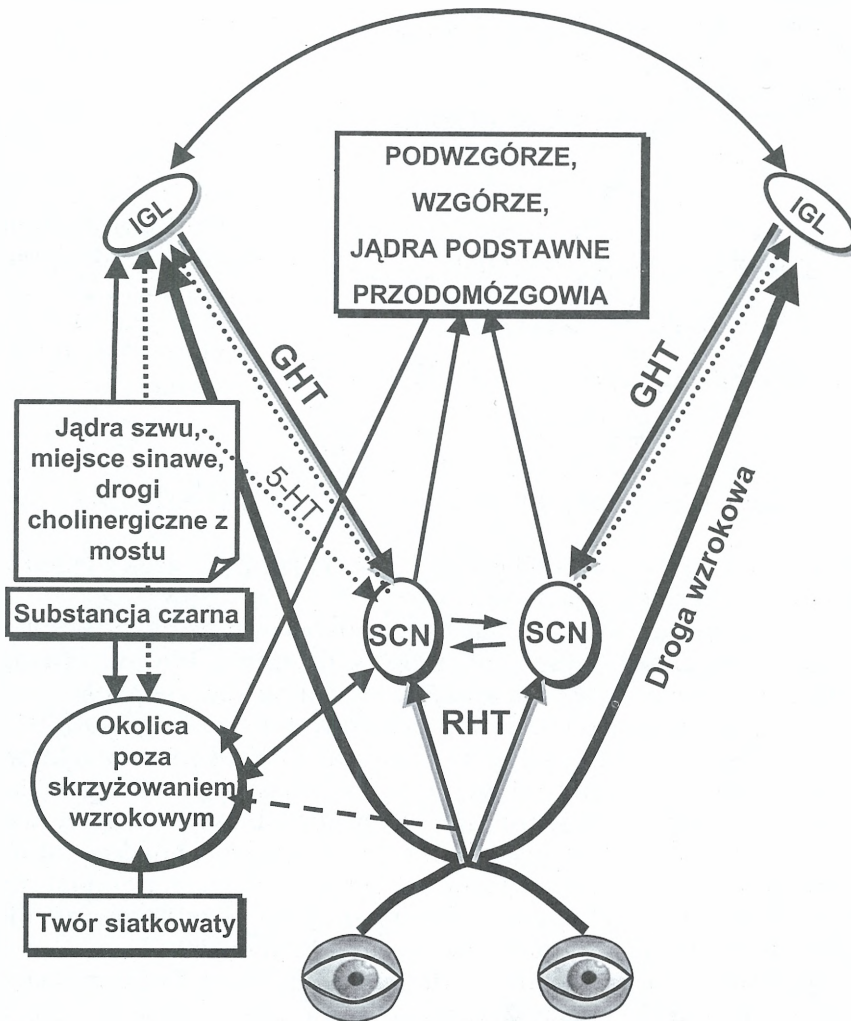 PODWZGÓRZE,
WZGÓRZE,
JĄDRA PODSTAWNE
PRZODOMÓZGOWIA
IGL
IGL
GHT
GHT
Jądra szwu,
miejsce sinawe,
drogi
cholinergiczne z
mostu
5-HT
Substancja czarna
SCN
SCN
Droga wzrokowa
RHT
Okolica
poza
skrzyżowaniem
wzrokowym
Twór siatkowaty